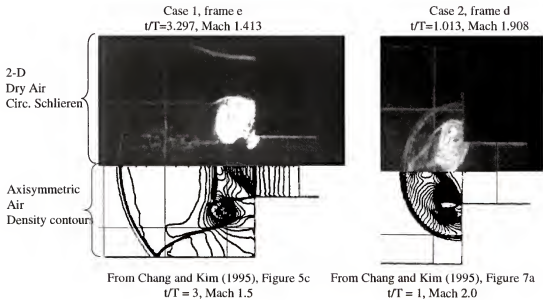 Case 1, frame e
t/T=3.297, Mach 1.413
Case 2, frame d
t/T=1.013, Mach 1.908
2-D
Dry Air
Circ. Schlieren
Axisymmetric
Air
Density contours
From Chang and Kim (1995), Figure 5c
t/T = 3, Mach 1.5
From Chang and Kim (1995), Figure 7a
t/T = 1, Mach 2.0